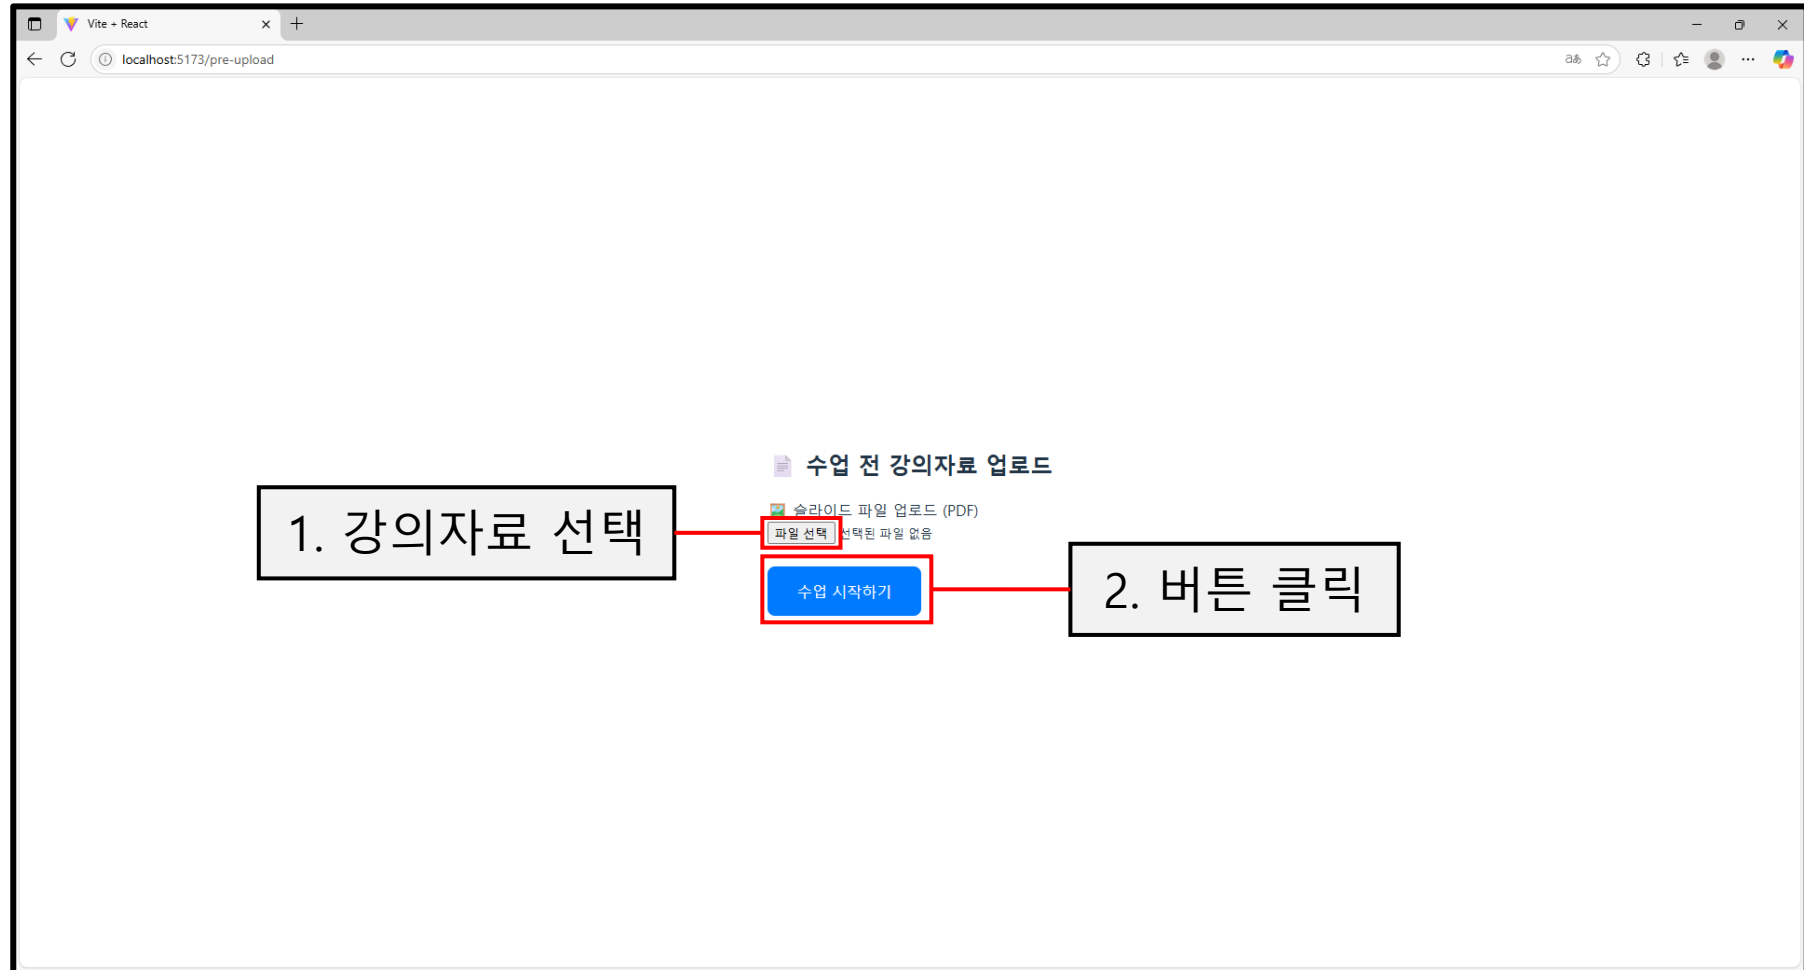 Vite + React
localhost:5173/pre-upload
수업 전 강의자료 업로드
슬라이드 파일 업로드 (PDF)
1. 강의자료 선택
파일 선택 선택된 파일 없음
수업 시작하기
2. 버튼 클릭